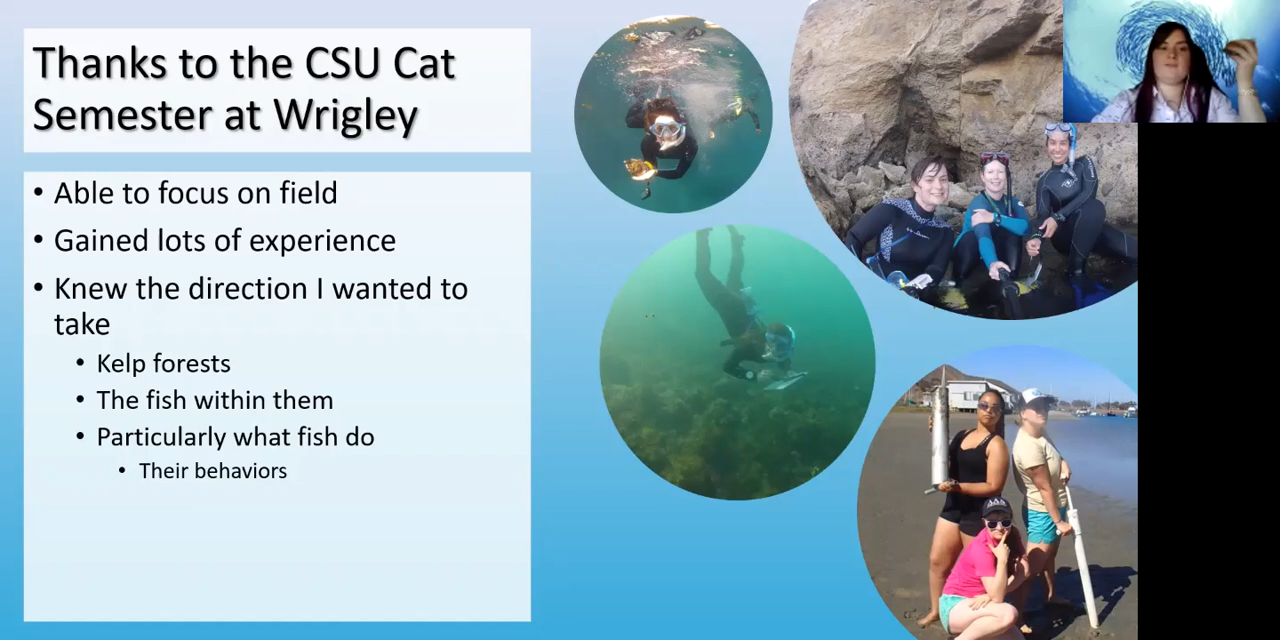 Thanks to the CSU Cat
Semester at Wrigley
• Able to focus on field
• Gained lots of experience
• Knew the direction I wanted to
take
• Kelp forests
• The fish within them
• Particularly what fish do
• Their behaviors